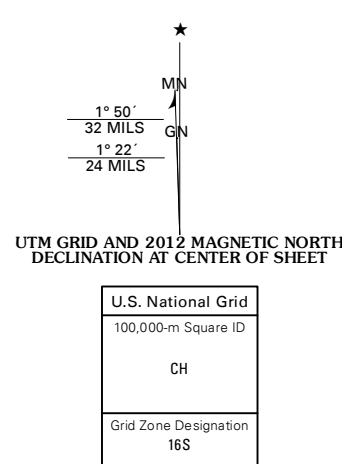 ★
MN
1° 50´
32 MILS
GN
1° 22´
24 MILS
UTM GRID AND 2012 MAGNETIC NORTH
DECLINATION AT CENTER OF SHEET
U.S. National Grid
100,000-m Square ID
CH
Grid Zone Designation
16S